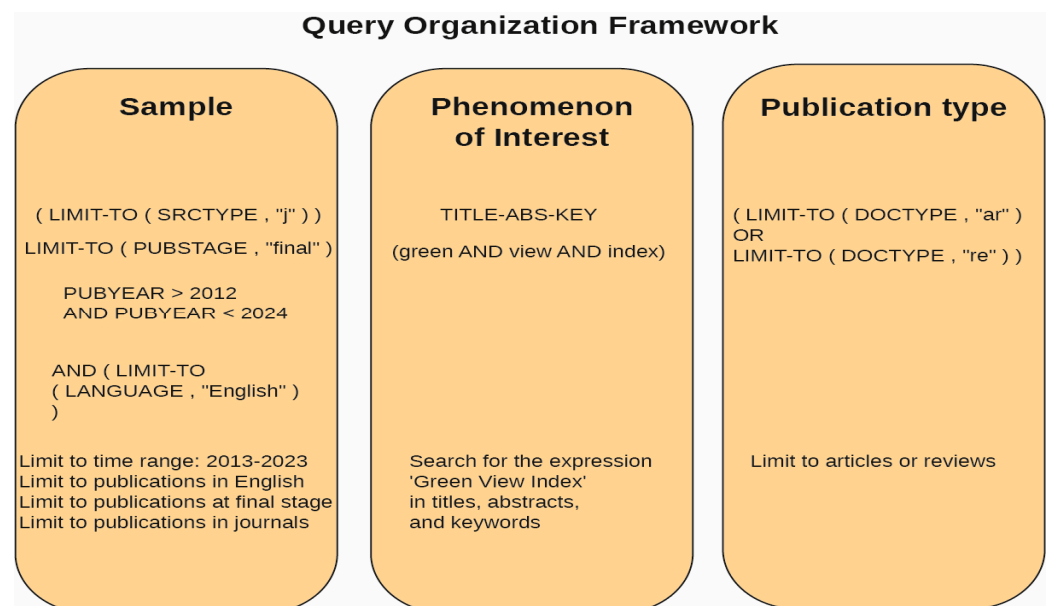 Query Organization Framework
Sample
( LIMIT-TO ( SRCTYPE , "j" ) )
LIMIT-TO ( PUBSTAGE , "final" )
PUBYEAR > 2012
AND PUBYEAR < 2024
AND ( LIMIT-TO
( LANGUAGE , "English" )
)
Limit to time range: 2013-2023
Limit to publications in English
Limit to publications at final stage
Limit to publications in journals
Phenomenon
of Interest
TITLE-ABS-KEY
(green AND view AND index)
Search for the expression
'Green View Index'
in titles, abstracts,
and keywords
Publication type
( LIMIT-TO ( DOCTYPE , "ar" )
OR
LIMIT-TO ( DOCTYPE , "re" ) )
Limit to articles or reviews